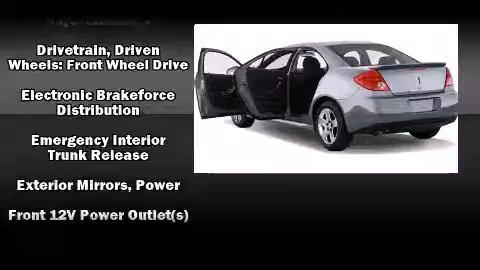 Drivetrain, Driven
Wheels: Front Wheel Drive
Electronic Brakeforce
Distribution
Emergency Interior
Trunk Release
Exterior Mirrors, Power
Front 12V Power Outlet(s)